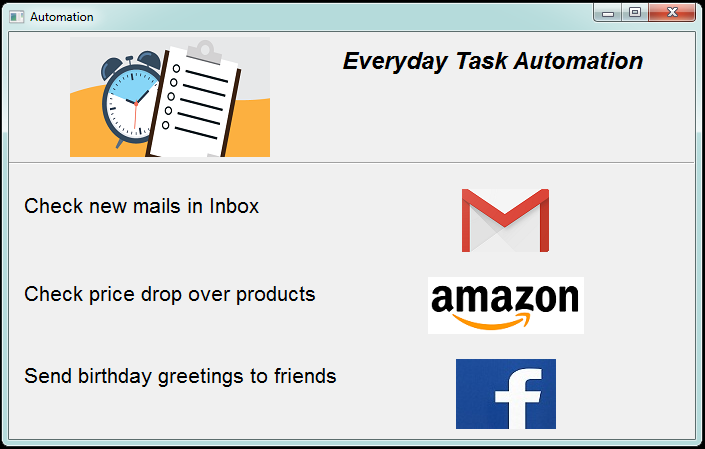 Automation
Everyday Task Automation
Check new mails in Inbox
Check price drop over products
amazon
Send birthday greetings to friends
f